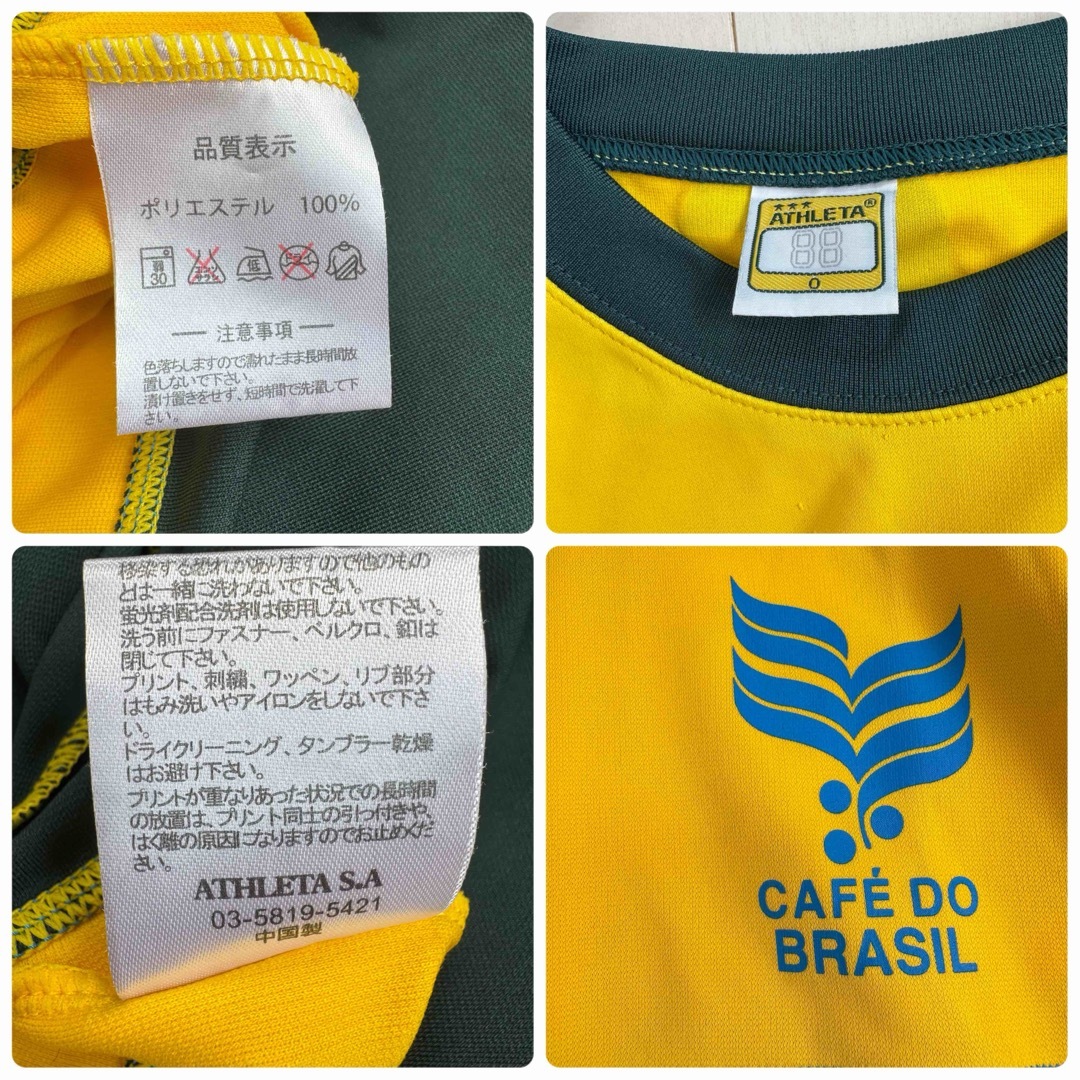 品質表示
ポリエステル 100%
弱
30
エンソ
サラシ
低
ドライ
注意事項
色落ちしますので濡れたまま長時間放
置しないで下さい。
漬け置きをせず、短時間で洗濯して下
さい。
ATHLETA®
88
O
移染する恐れがありますので他のもの
とは一緒に洗わないで下さい。
蛍光剤配合洗剤は使用しないで下さい。
洗う前にファスナー、ベルクロ、釦は
閉じて下さい。
プリント、刺繍、ワッペン、リブ部分
はもみ洗いやアイロンをしないで下さ
い。
ドライクリーニング、タンブラー乾燥
はお避け下さい。
プリントが重なりあった状況での長時間
の放置は、プリント同士の引っ付きや、
はく離の原因になりますのでお止めくだ
さい。
ATHLETA S.A
03-5819-5421
中国製
CAFÉ DO
BRASIL